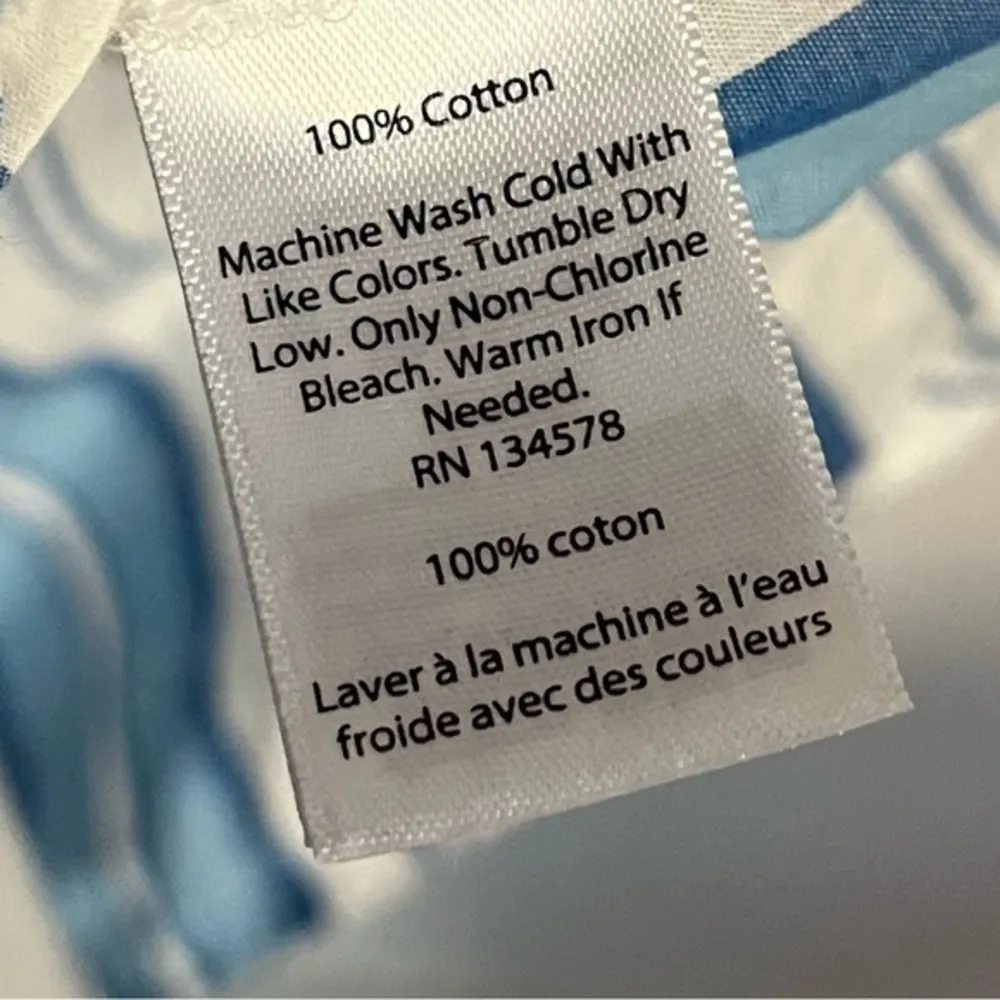 100% Cotton
Machine Wash Cold With
Like Colors. Tumble Dry
Low. Only Non-ChlorIne
Bleach. Warm Iron If
Needed.
RN 134578
100% coton
Laver à la machine à l'eau
froide avec des couleurs